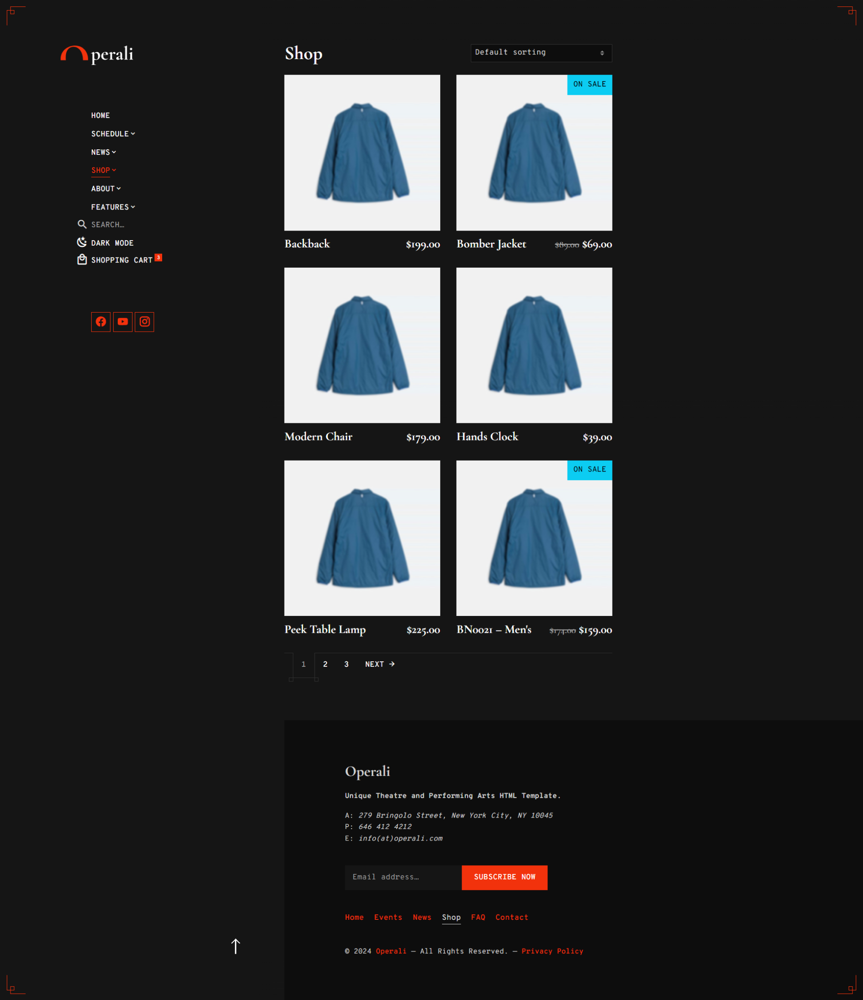 perali
HOME
SCHEDULE
NEWS
SHOP
ABOUT
FEATURES
SEARCH…
DARK MODE
SHOPPING CART 3
Shop
Default sorting
ON SALE
Backback $199.00
Bomber Jacket $89.00 $69.00
Modern Chair $179.00
Hands Clock $39.00
ON SALE
Peek Table Lamp $225.00
BN0021 – Men's $174.00 $159.00
1 2 3 NEXT →
Operali
Unique Theatre and Performing Arts HTML Template.
A: 279 Bringolo Street, New York City, NY 10045
P: 646 412 4212
E: info(at)operali.com
Email address…
SUBSCRIBE NOW
Home Events News Shop FAQ Contact
© 2024 Operali — All Rights Reserved. — Privacy Policy